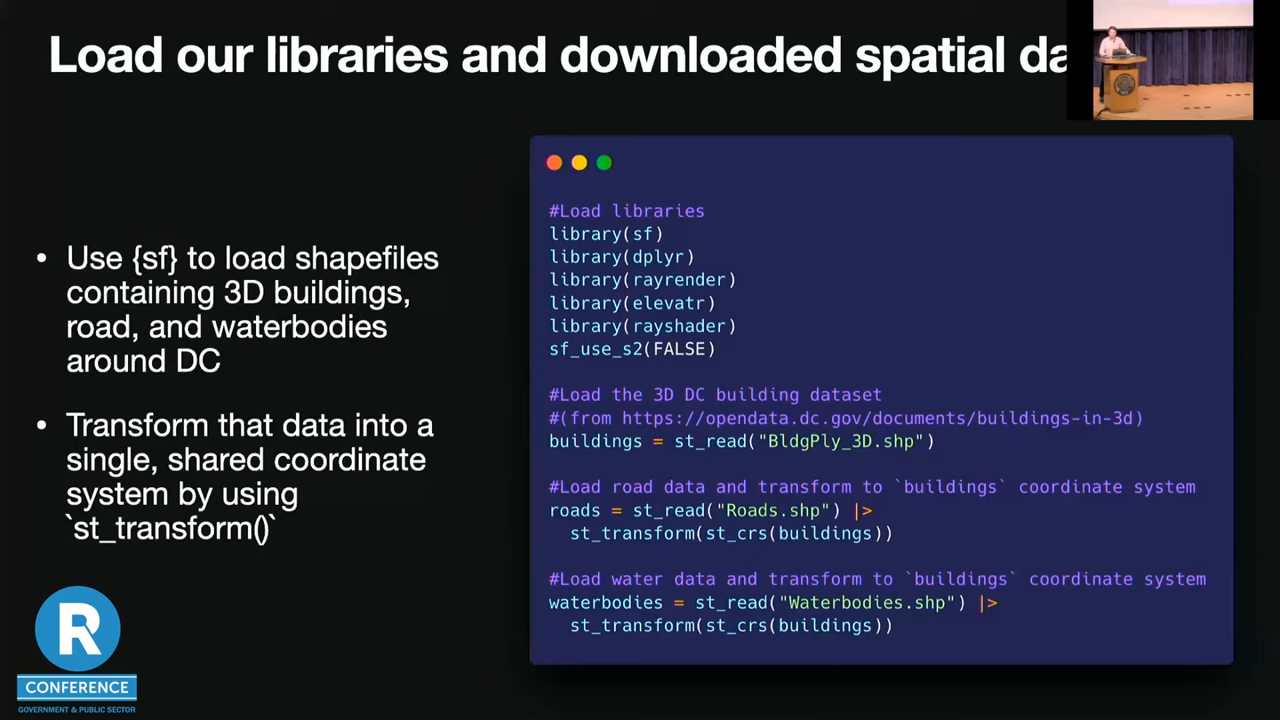 Load our libraries and downloaded spatial da
• Use {sf} to load shapefiles
containing 3D buildings,
road, and waterbodies
around DC
• Transform that data into a
single, shared coordinate
system by using
`st_transform()`
#Load libraries
library(sf)
library(dplyr)
library(rayrender)
library(elevatr)
library(rayshader)
sf_use_s2(FALSE)
#Load the 3D DC building dataset
#(from https://opendata.dc.gov/documents/buildings-in-3d)
buildings = st_read("BldgPly_3D.shp")
#Load road data and transform to `buildings` coordinate system
roads = st_read("Roads.shp") |>
  st_transform(st_crs(buildings))
#Load water data and transform to `buildings` coordinate system
waterbodies = st_read("Waterbodies.shp") |>
  st_transform(st_crs(buildings))
R
CONFERENCE
GOVERNMENT & PUBLIC SECTOR